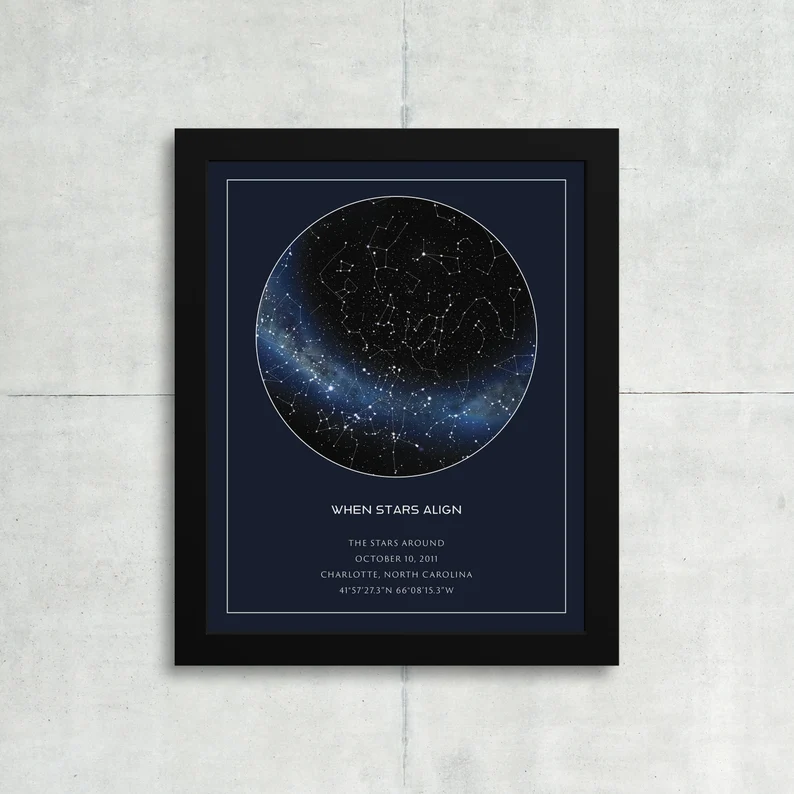 WHEN STARS ALIGN
THE STARS AROUND
OCTOBER 10, 2011
CHARLOTTE, NORTH CAROLINA
41°57'27.3"N 66°08'15.3"W